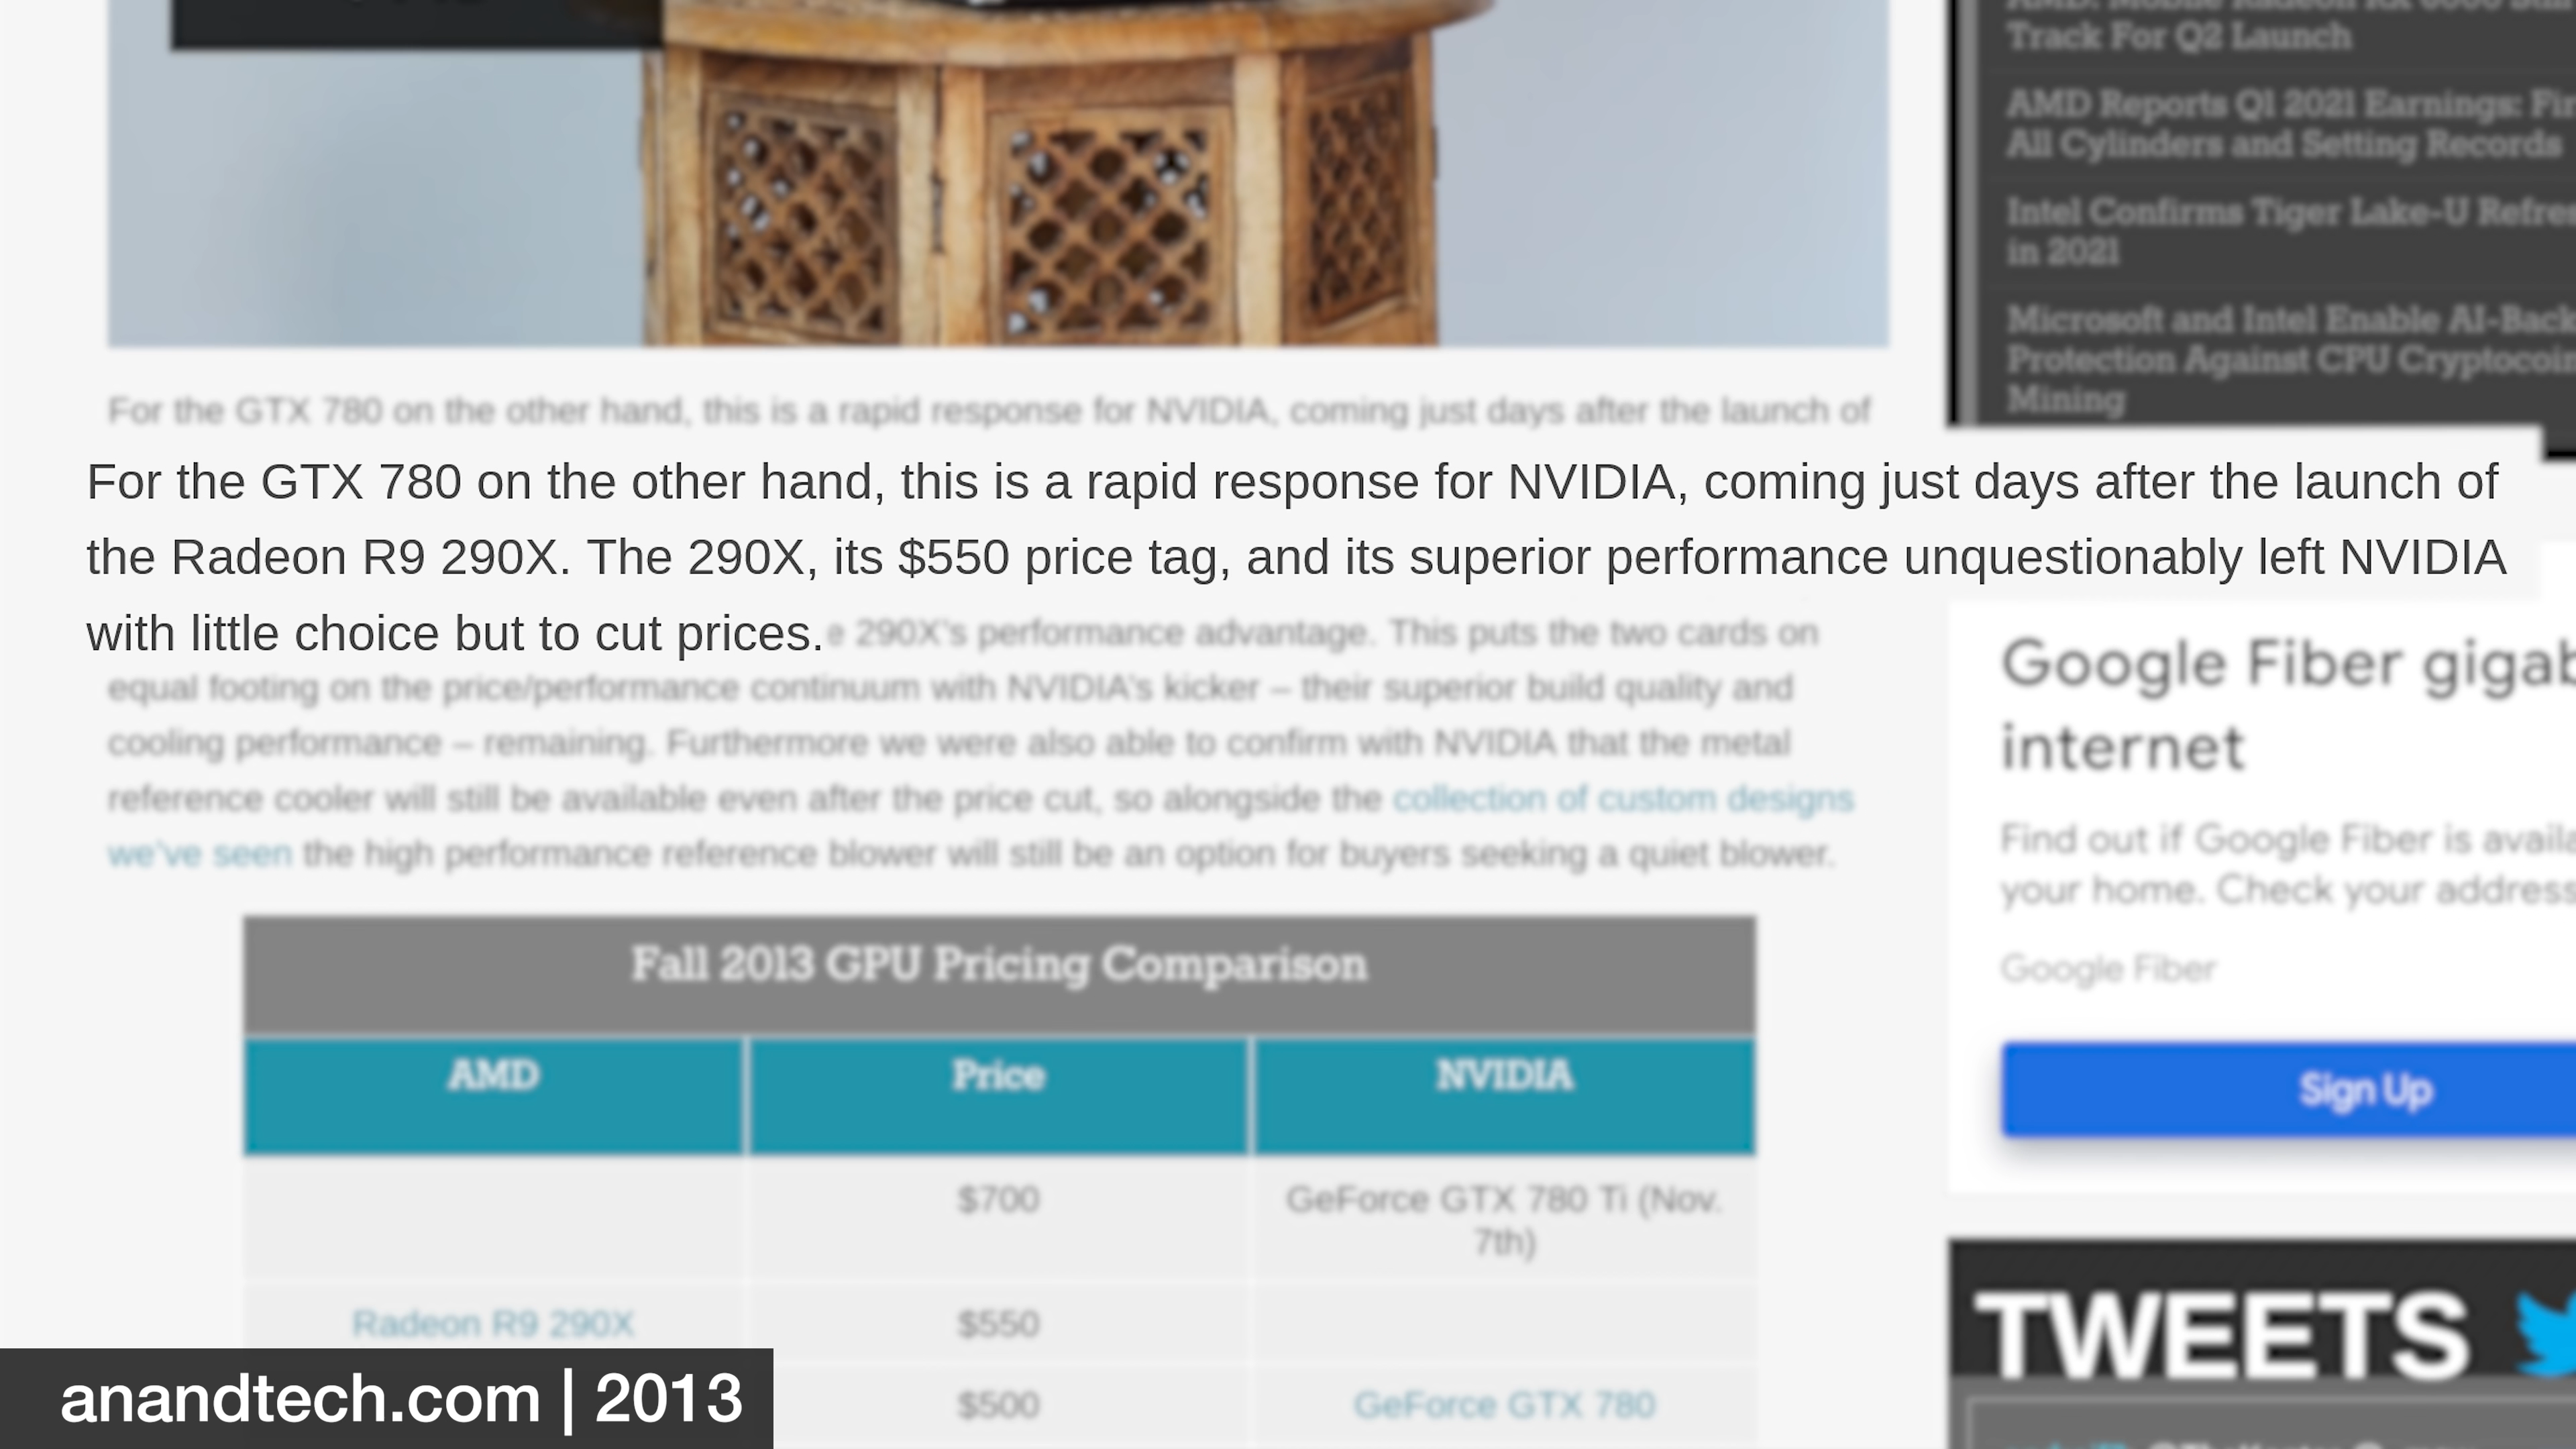 AMD: Mobile Radeon RX 6000 Still
Track For Q2 Launch
AMD Reports Q1 2021 Earnings:
All Cylinders and Setting Records
Intel Confirms Tiger Lake-U
in 2021
Microsoft and Intel Enable
Protection Against CPU
Mining
For the GTX 780 on the other hand, this is a rapid response for NVIDIA, coming just days after the launch of
For the GTX 780 on the other hand, this is a rapid response for NVIDIA, coming just days after the launch of
the Radeon R9 290X. The 290X, its $550 price tag, and its superior performance unquestionably left NVIDIA
with little choice but to cut prices.
290X's performance advantage. This puts the two cards on
equal footing on the price/performance continuum with NVIDIA's kicker – their superior build quality and
cooling performance – remaining. Furthermore we were also able to confirm with NVIDIA that the metal
reference cooler will still be available even after the price cut, so alongside the collection of custom designs
we've seen the high performance reference blower will still be an option for buyers seeking a quiet blower.
Fall 2013 GPU Pricing Comparison
AMD Price NVIDIA
$700 GeForce GTX 780 Ti (Nov.
7th)
Radeon R9 290X $550
$500 GeForce GTX 780
Google Fiber
internet
Find out if Google Fiber is
your home. Check your address
Google Fiber
Sign Up
TWEETS
anandtech.com | 2013